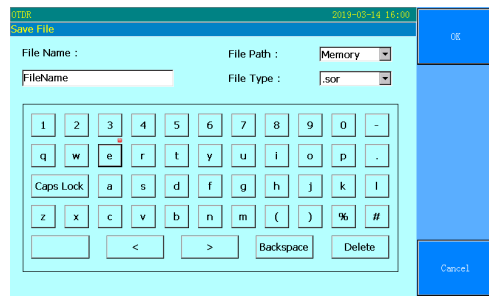 OTDR 2019-03-14 16:00
Save File
OK
File Name : File Path : Memory
FileName File Type : .sor
1 2 3 4 5 6 7 8 9 0 -
q w e r t y u i o p .
Caps Lock a s d f g h j k l
z x c v b n m ( ) % #
< > Backspace Delete
Cancel